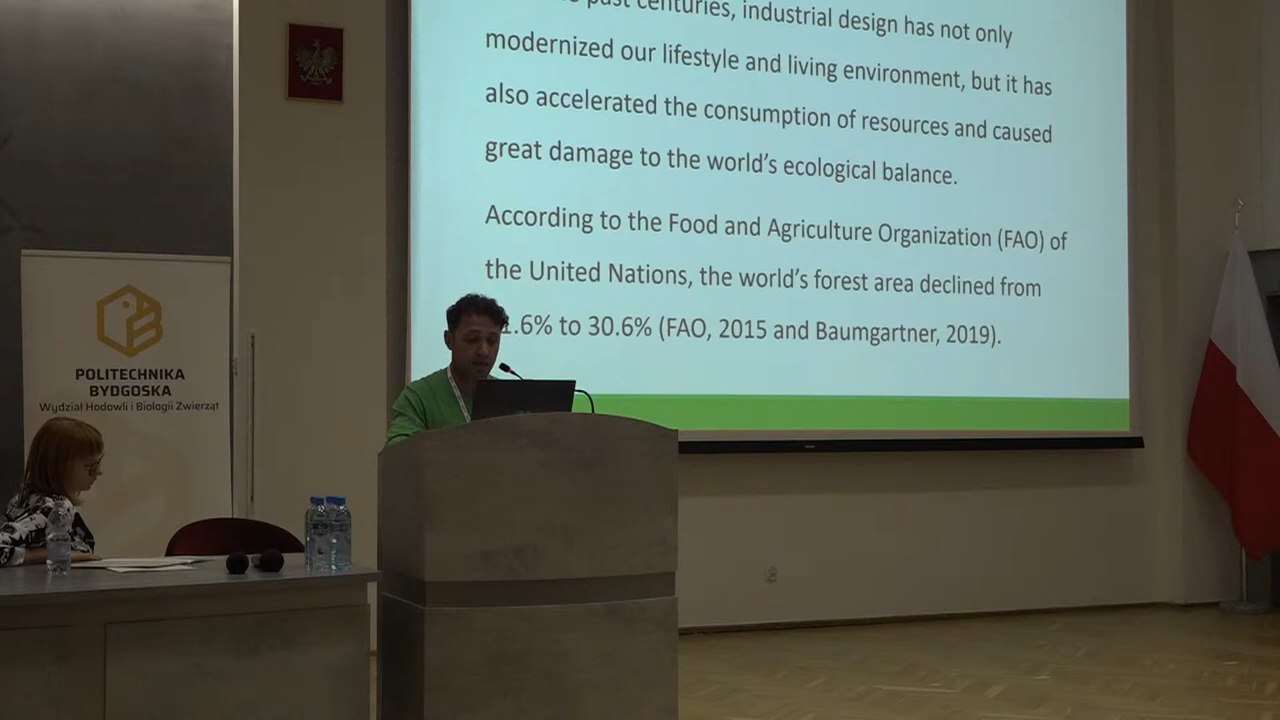 past centuries, industrial design has not only
modernized our lifestyle and living environment, but it has
also accelerated the consumption of resources and caused
great damage to the world's ecological balance.
According to the Food and Agriculture Organization (FAO) of
the United Nations, the world's forest area declined from
.6% to 30.6% (FAO, 2015 and Baumgartner, 2019).
POLITECHNIKA
BYDGOSKA
Wydział Hodowli i Biologii Zwierząt